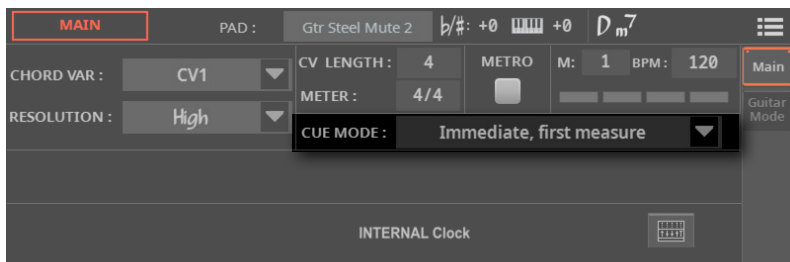 MAIN PAD : Gtr Steel Mute 2 ♭/♯: +0 +0 Dm7
CHORD VAR : CV1 CV LENGTH : 4 METRO M: 1 BPM : 120 Main
METER : 4/4 Guitar Mode
RESOLUTION : High CUE MODE : Immediate, first measure
INTERNAL Clock